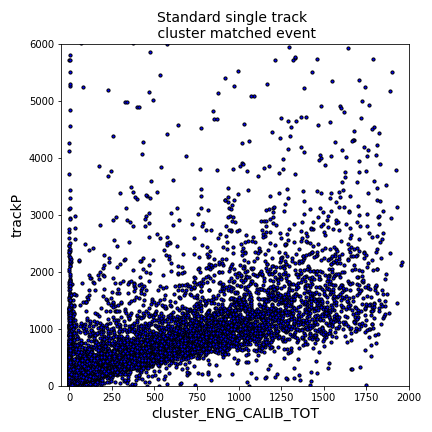 Standard single track
cluster matched event
6000
5000
4000
3000
2000
1000
0
trackP
0 250 500 750 1000 1250 1500 1750 2000
cluster_ENG_CALIB_TOT